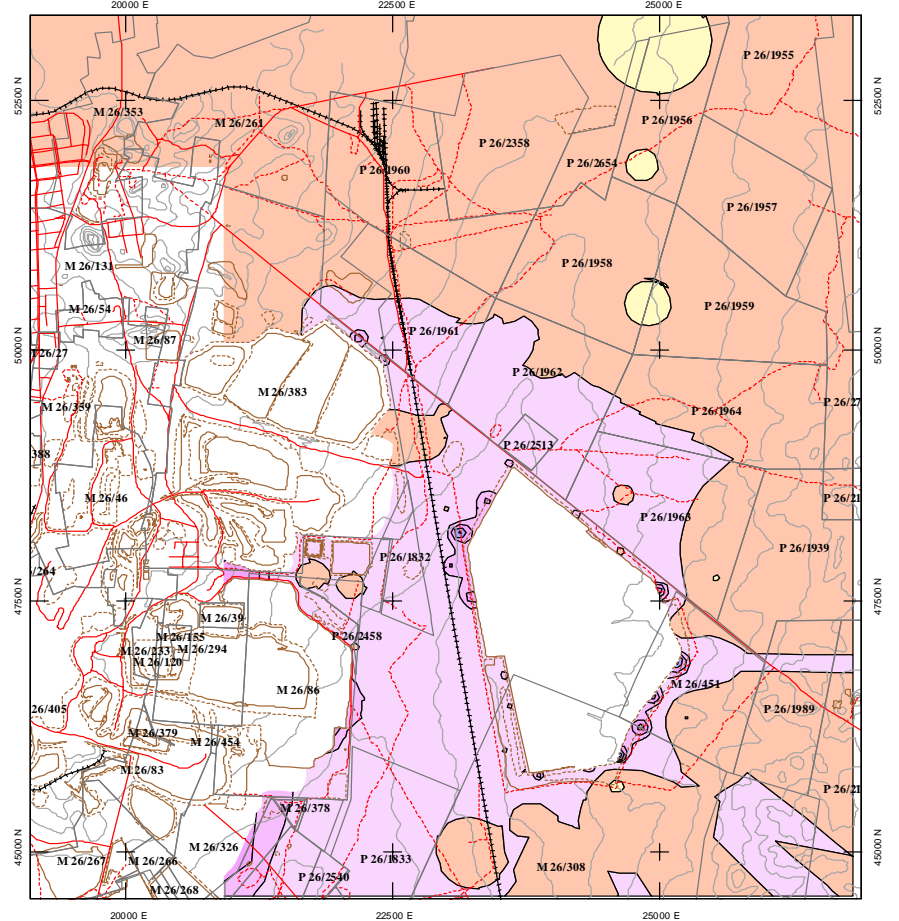 20000 E
22500 E
25000 E
P 26/1955
52500 N
52500 N
M 26/353
M 26/261
P 26/1956
P 26/2358
P 26/2654
P 26/1960
P 26/1957
M 26/131
P 26/1958
M 26/54
P 26/1959
P 26/1961
M 26/87
50000 N
50000 N
26/27
P 26/1962
M 26/383
M 26/359
P 26/1964
P 26/27
P 26/2513
388
M 26/46
P 26/21
P 26/1963
P 26/1939
P 26/1832
/264
47500 N
47500 N
M 26/39
M 26/155
P 26/2458
M 26/233
M 26/294
M 26/120
M 26/86
M 26/451
26/405
P 26/1989
M 26/379
M 26/454
M 26/83
P 26/21
M 26/378
M 26/326
45000 N
45000 N
M 26/267
M 26/266
P 26/1833
M 26/308
P 26/2540
M 26/268
20000 E
22500 E
25000 E